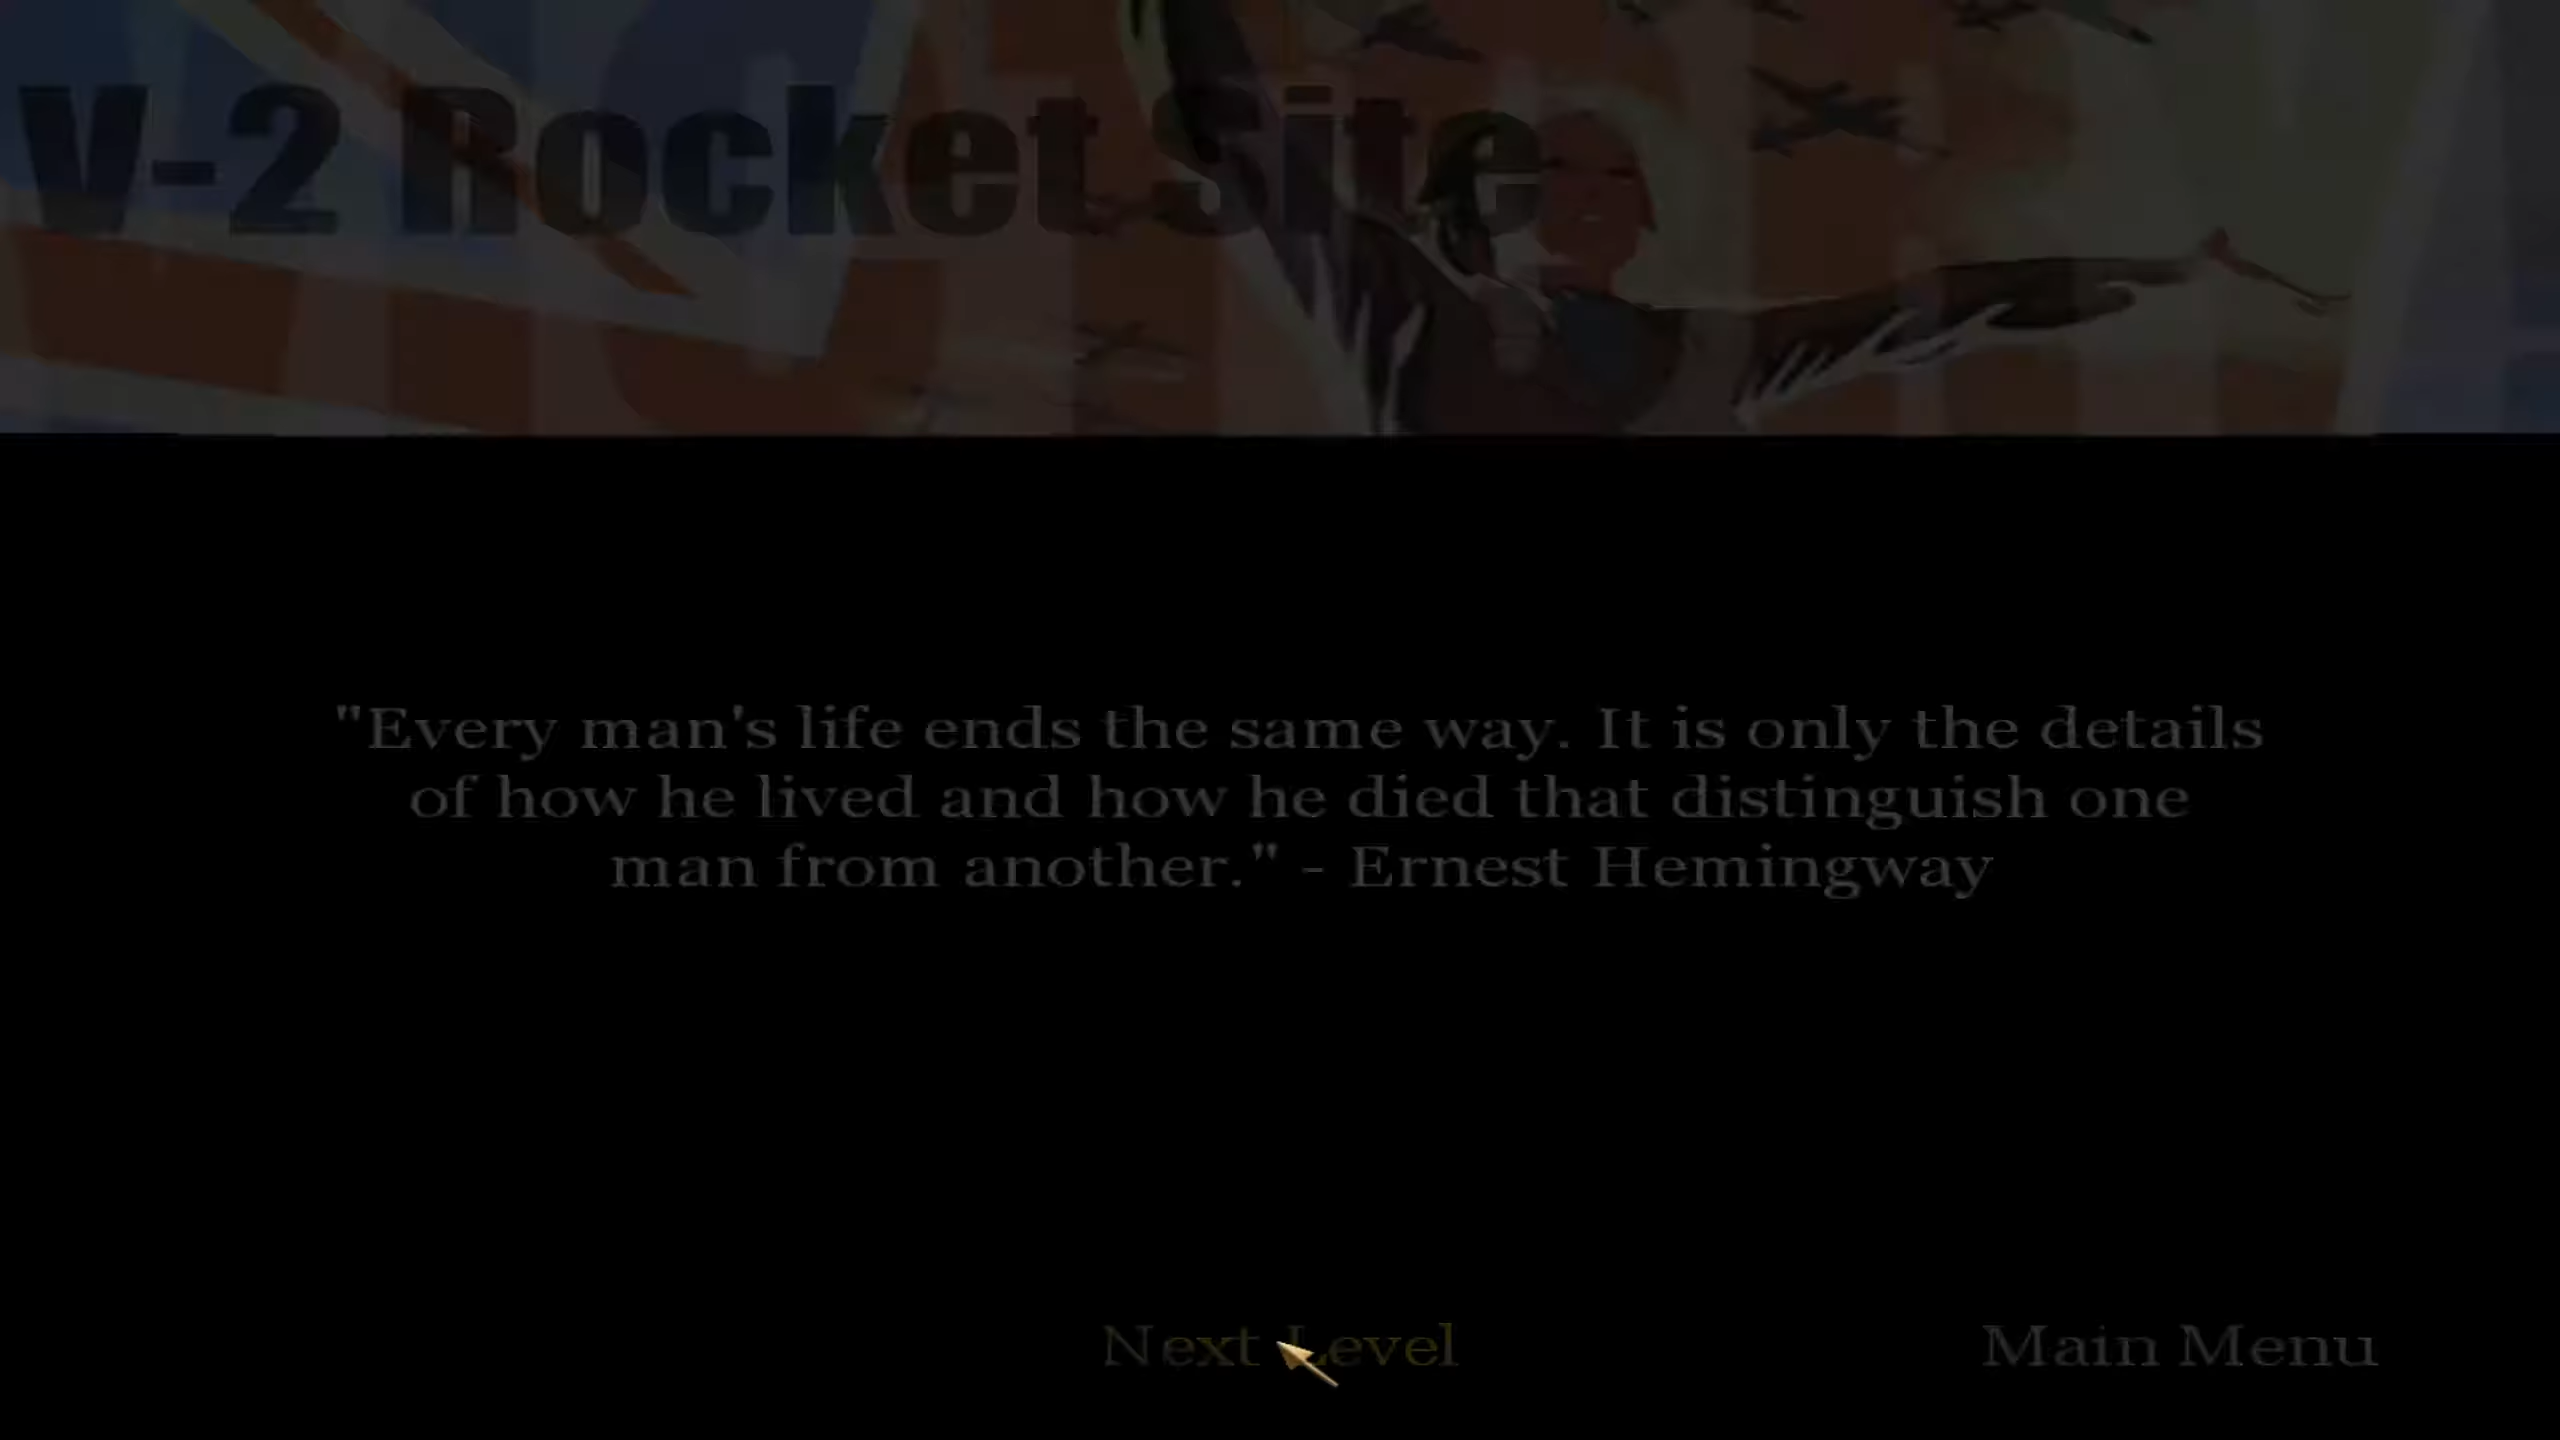 V-2 Rocket Site
"Every man's life ends the same way. It is only the details
of how he lived and how he died that distinguish one
man from another." - Ernest Hemingway
Next Level
Main Menu